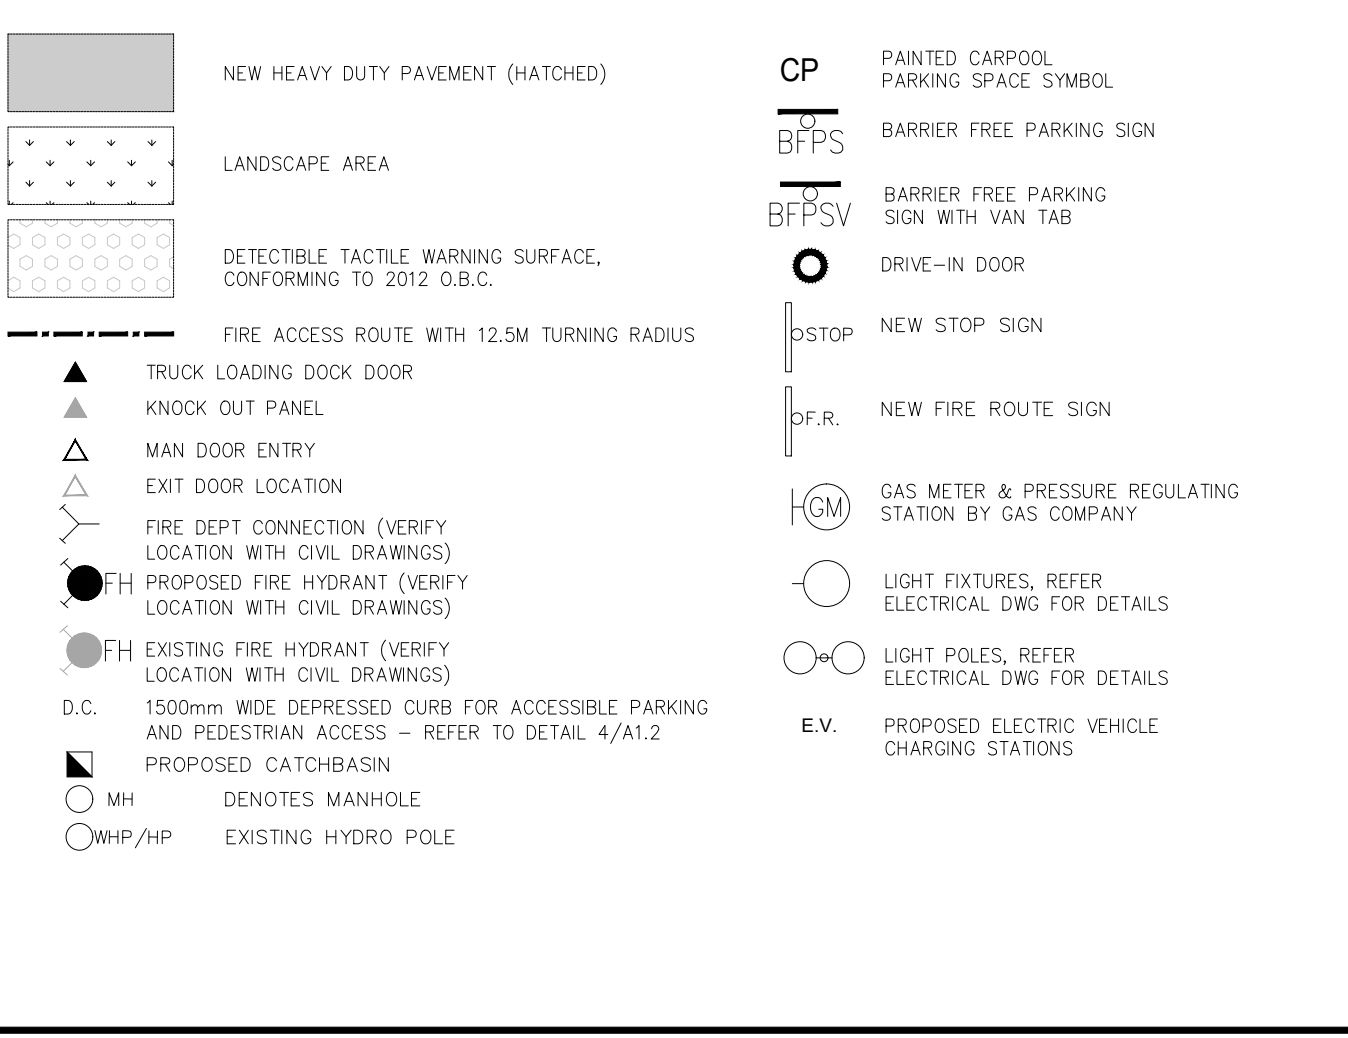 NEW HEAVY DUTY PAVEMENT (HATCHED)
LANDSCAPE AREA
DETECTIBLE TACTILE WARNING SURFACE,
CONFORMING TO 2012 O.B.C.
FIRE ACCESS ROUTE WITH 12.5M TURNING RADIUS
TRUCK LOADING DOCK DOOR
KNOCK OUT PANEL
MAN DOOR ENTRY
EXIT DOOR LOCATION
FIRE DEPT CONNECTION (VERIFY
LOCATION WITH CIVIL DRAWINGS)
FH PROPOSED FIRE HYDRANT (VERIFY
LOCATION WITH CIVIL DRAWINGS)
FH EXISTING FIRE HYDRANT (VERIFY
LOCATION WITH CIVIL DRAWINGS)
D.C. 1500mm WIDE DEPRESSED CURB FOR ACCESSIBLE PARKING
AND PEDESTRIAN ACCESS – REFER TO DETAIL 4/A1.2
PROPOSED CATCHBASIN
MH DENOTES MANHOLE
WHP/HP EXISTING HYDRO POLE
CP PAINTED CARPOOL
PARKING SPACE SYMBOL
BFPS BARRIER FREE PARKING SIGN
BFPSV BARRIER FREE PARKING
SIGN WITH VAN TAB
DRIVE–IN DOOR
STOP NEW STOP SIGN
F.R. NEW FIRE ROUTE SIGN
GM GAS METER & PRESSURE REGULATING
STATION BY GAS COMPANY
LIGHT FIXTURES, REFER
ELECTRICAL DWG FOR DETAILS
LIGHT POLES, REFER
ELECTRICAL DWG FOR DETAILS
E.V. PROPOSED ELECTRIC VEHICLE
CHARGING STATIONS